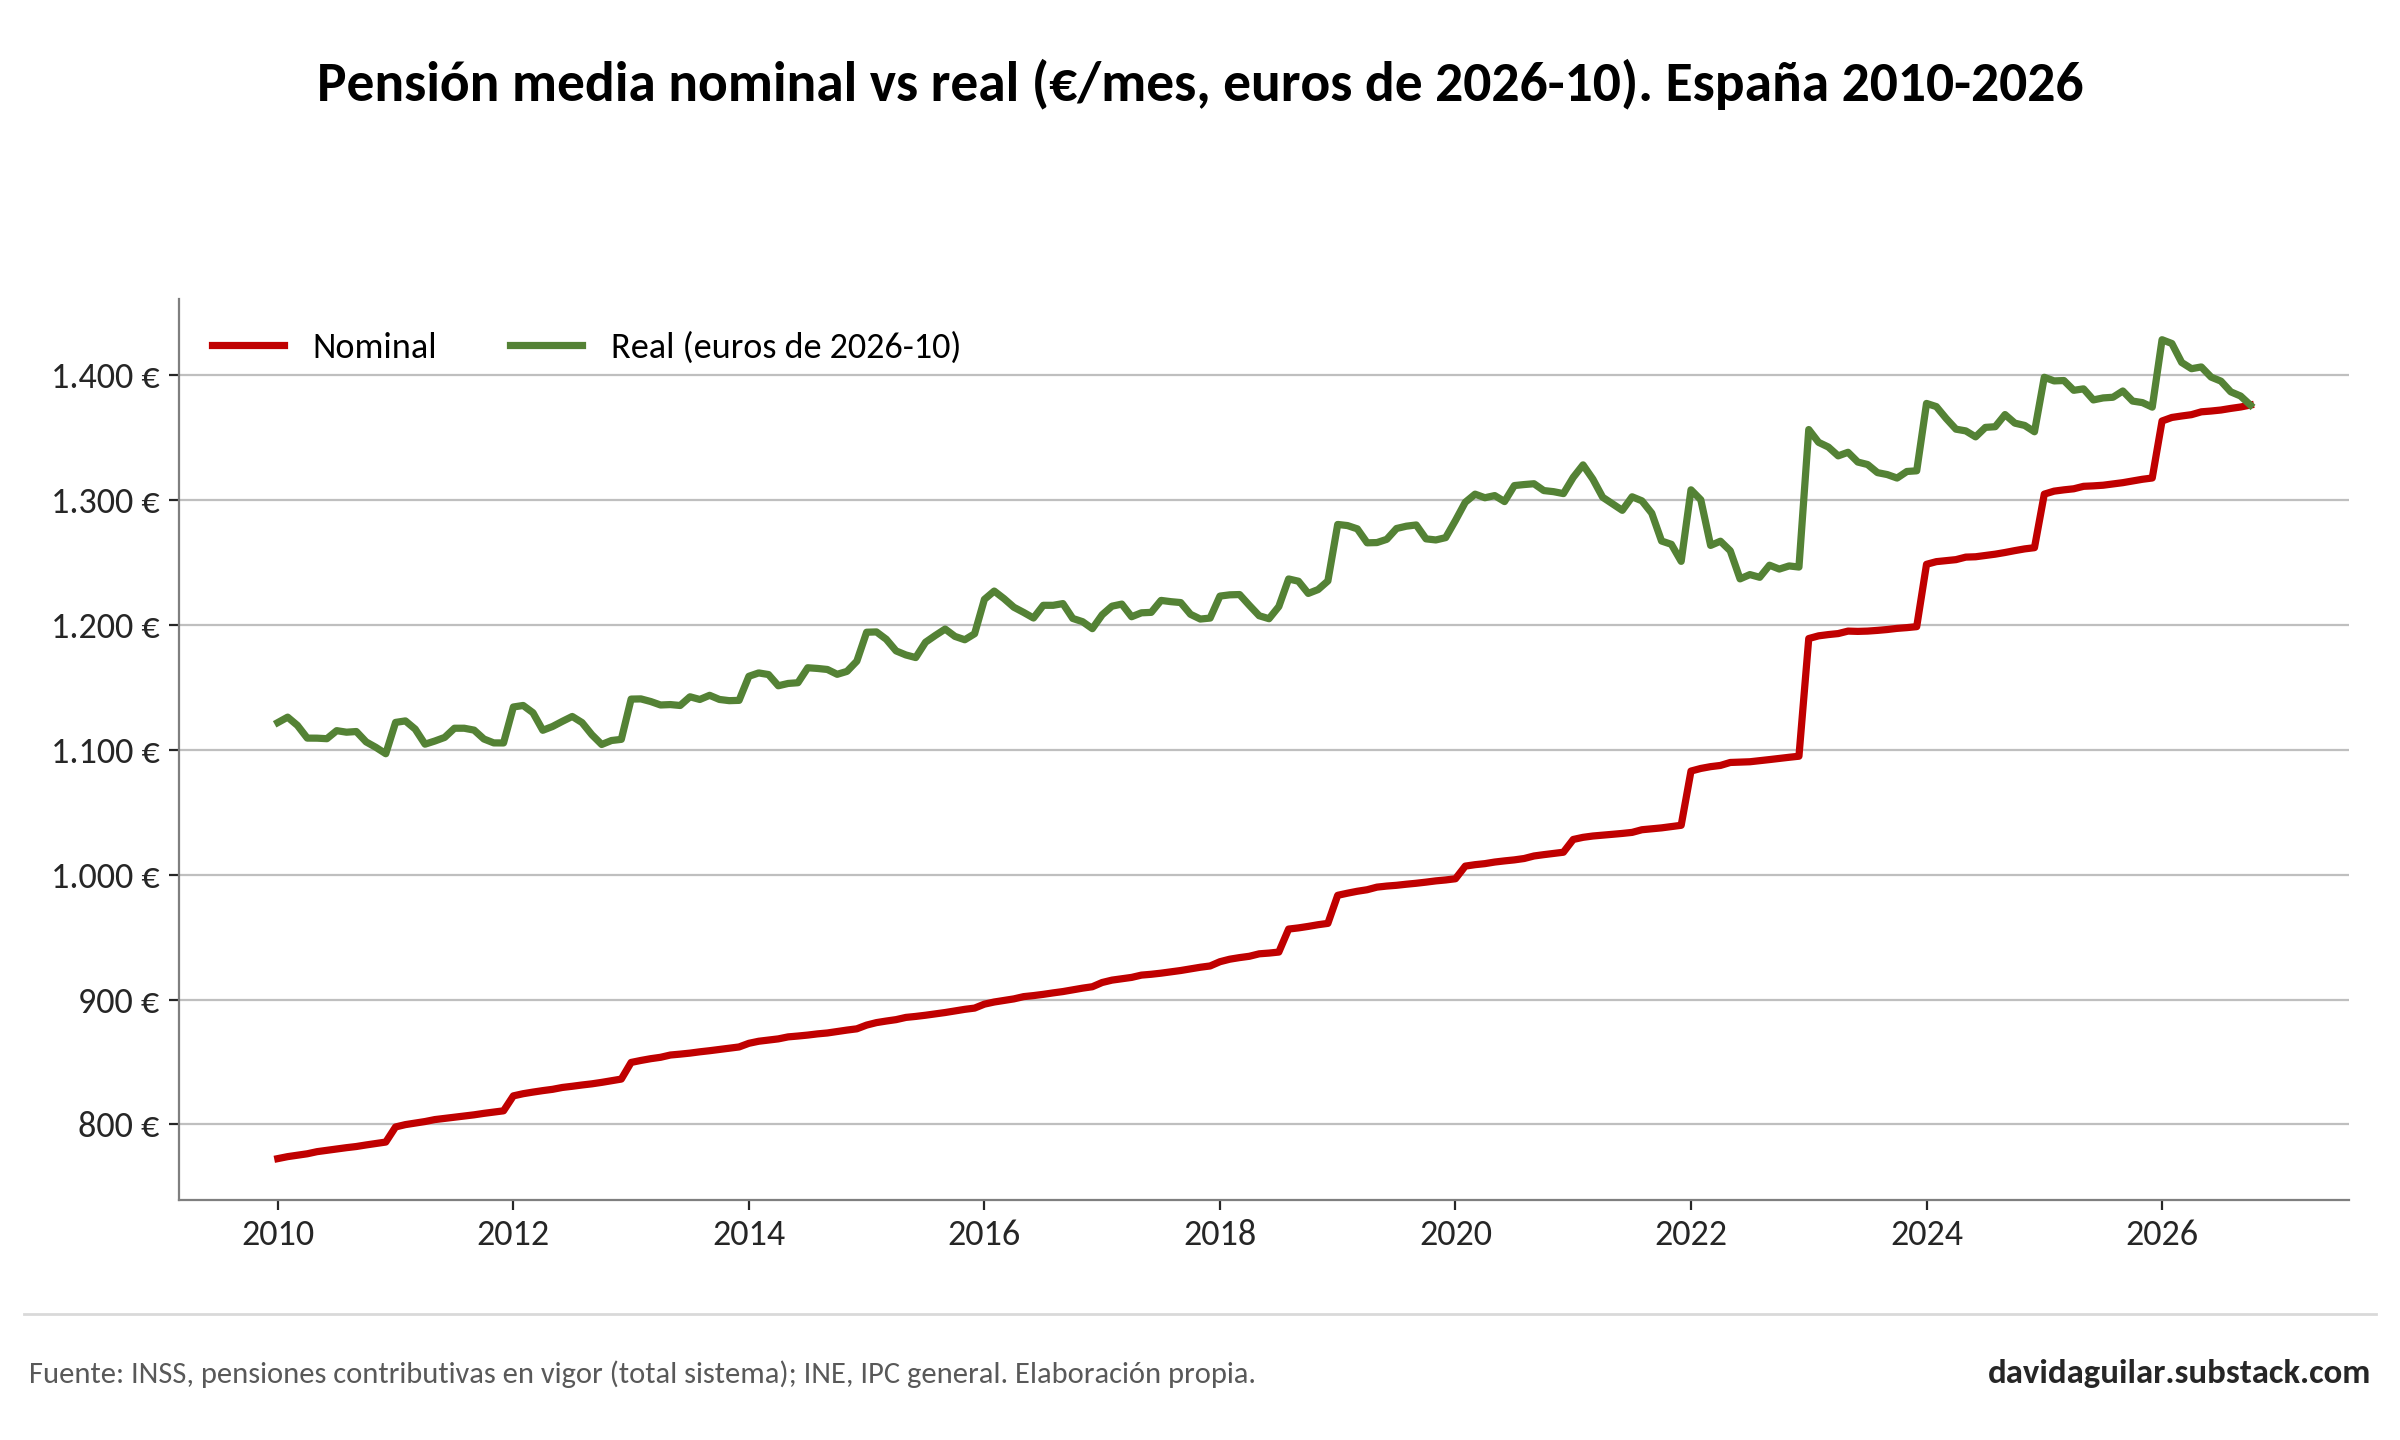 Pensión media nominal vs real (€/mes, euros de 2026-10). España 2010-2026
Nominal
Real (euros de 2026-10)
1.400 €
1.300 €
1.200 €
1.100 €
1.000 €
900 €
800 €
2010 2012 2014 2016 2018 2020 2022 2024 2026
Fuente: INSS, pensiones contributivas en vigor (total sistema); INE, IPC general. Elaboración propia.
davidaguilar.substack.com